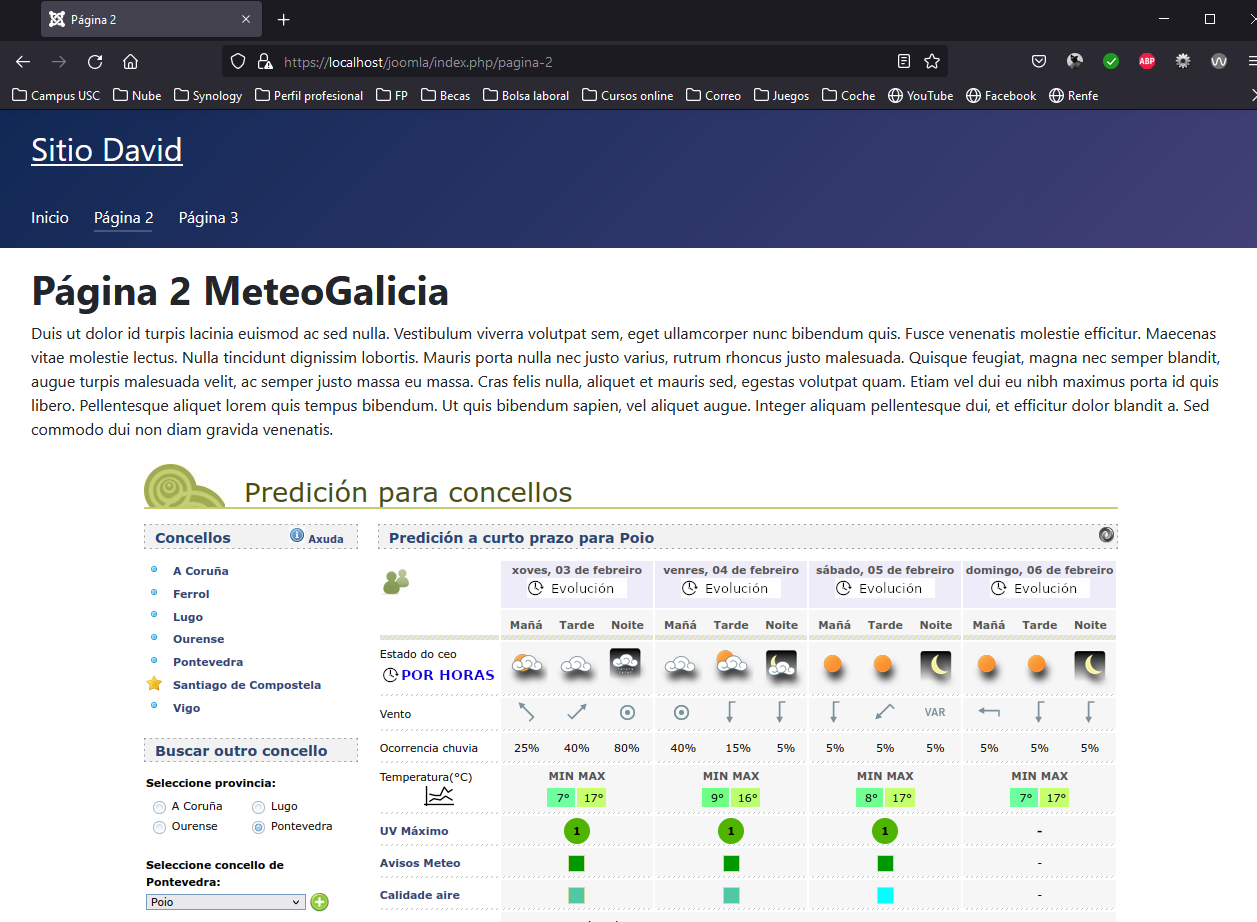 Página 2
https://localhost/joomla/index.php/pagina-2
ABP
Campus USC Nube Synology Perfil profesional FP Becas Bolsa laboral Cursos online Correo Juegos Coche YouTube Facebook Renfe
Sitio David
Inicio Página 2 Página 3
Página 2 MeteoGalicia
Duis ut dolor id turpis lacinia euismod ac sed nulla. Vestibulum viverra volutpat sem, eget ullamcorper nunc bibendum quis. Fusce venenatis molestie efficitur. Maecenas
vitae molestie lectus. Nulla tincidunt dignissim lobortis. Mauris porta nulla nec justo varius, rutrum rhoncus justo malesuada. Quisque feugiat, magna nec semper blandit,
augue turpis malesuada velit, ac semper justo massa eu massa. Cras felis nulla, aliquet et mauris sed, egestas volutpat quam. Etiam vel dui eu nibh maximus porta id quis
libero. Pellentesque aliquet lorem quis tempus bibendum. Ut quis bibendum sapien, vel aliquet augue. Integer aliquam pellentesque dui, et efficitur dolor blandit a. Sed
commodo dui non diam gravida venenatis.
Predición para concellos
Concellos Axuda
A Coruña
Ferrol
Lugo
Ourense
Pontevedra
Santiago de Compostela
Vigo
Buscar outro concello
Seleccione provincia:
A Coruña Lugo
Ourense Pontevedra
Seleccione concello de
Pontevedra:
Poio
Predición a curto prazo para Poio
xoves, 03 de febreiro venres, 04 de febreiro sábado, 05 de febreiro domingo, 06 de febreiro
Evolución Evolución Evolución Evolución
Mañá Tarde Noite Mañá Tarde Noite Mañá Tarde Noite Mañá Tarde Noite
Estado do ceo
POR HORAS
Vento VAR
Ocorrencia chuvia 25% 40% 80% 40% 15% 5% 5% 5% 5% 5% 5% 5%
Temperatura(°C) MIN MAX MIN MAX MIN MAX MIN MAX
7° 17° 9° 16° 8° 17° 7° 17°
UV Máximo 1 1 1 -
Avisos Meteo -
Calidade aire -